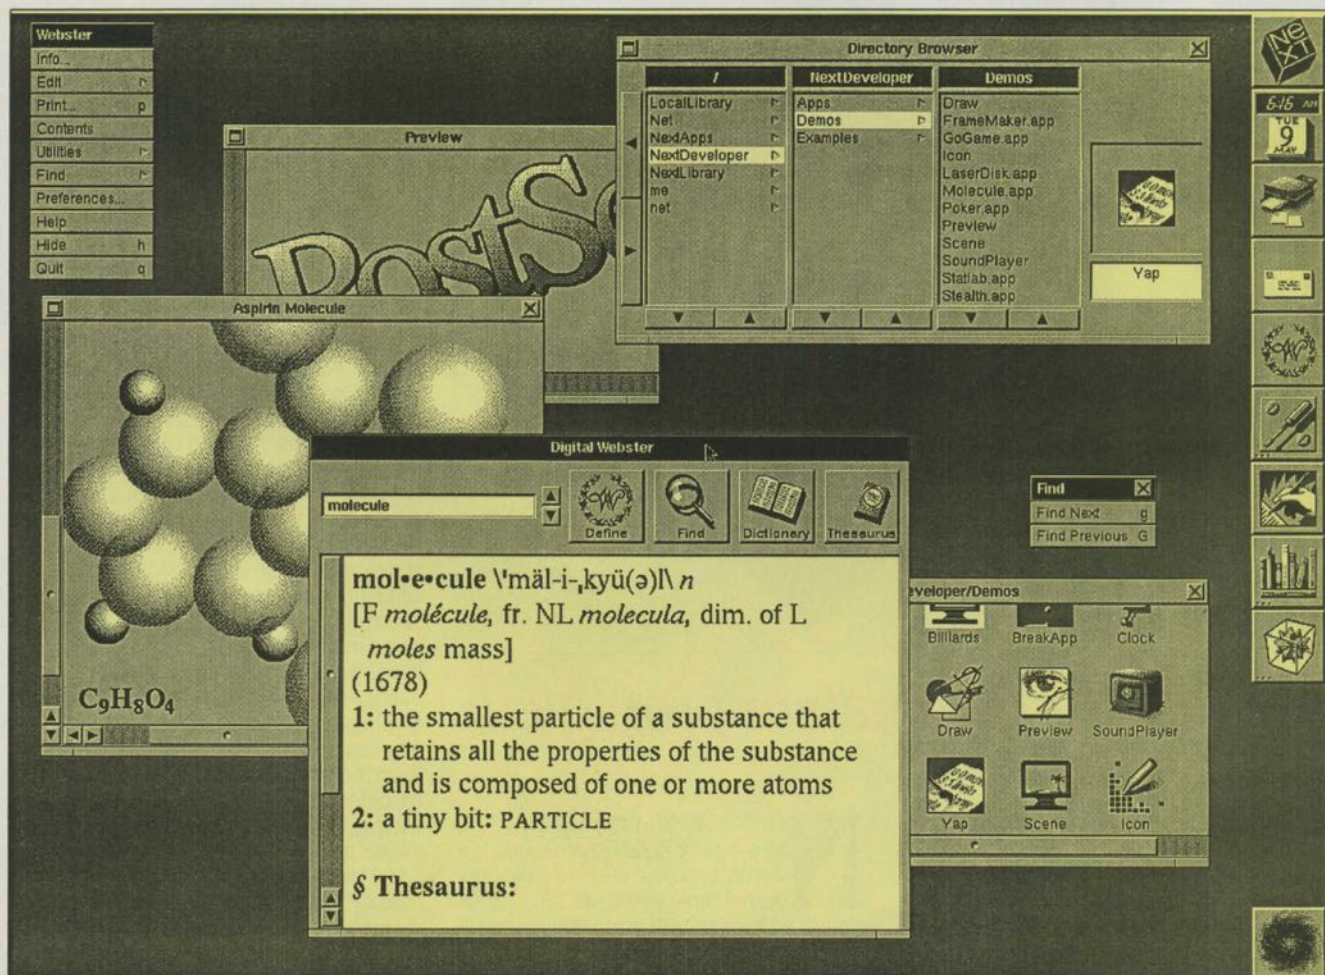 Webster
Info...
Edit
Print... p
Contents
Utilities
Find
Preferences...
Help
Hide h
Quit q
Preview
PostSc
Directory Browser
/
LocalLibrary
Net
NextApps
NextDeveloper
NextLibrary
me
net
NextDeveloper
Apps
Demos
Examples
Demos
Draw
FrameMaker.app
GoGame.app
Icon
LaserDisk.app
Molecule.app
Poker.app
Preview
Scene
SoundPlayer
Statlab.app
Stealth.app
Yap
NeXT
6:15 AM
TUE
9
MAY
Aspirin Molecule
C₉H₈O₄
Digital Webster
molecule
Define
Find
Dictionary
Thesaurus
mol•e•cule \'mäl-i-ˌkyü(ə)l\ n
[F molécule, fr. NL molecula, dim. of L
moles mass]
(1678)
1: the smallest particle of a substance that
retains all the properties of the substance
and is composed of one or more atoms
2: a tiny bit: PARTICLE
§ Thesaurus:
Find
Find Next g
Find Previous G
eveloper/Demos
Billiards
BreakApp
Clock
Draw
Preview
SoundPlayer
Yap
Scene
Icon